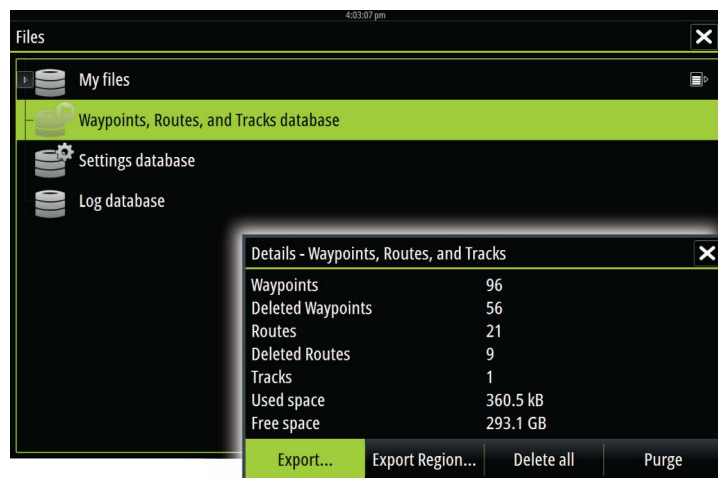 4:03:07 pm
Files
My files
Waypoints, Routes, and Tracks database
Settings database
Log database
Details - Waypoints, Routes, and Tracks
Waypoints 96
Deleted Waypoints 56
Routes 21
Deleted Routes 9
Tracks 1
Used space 360.5 kB
Free space 293.1 GB
Export... Export Region... Delete all Purge